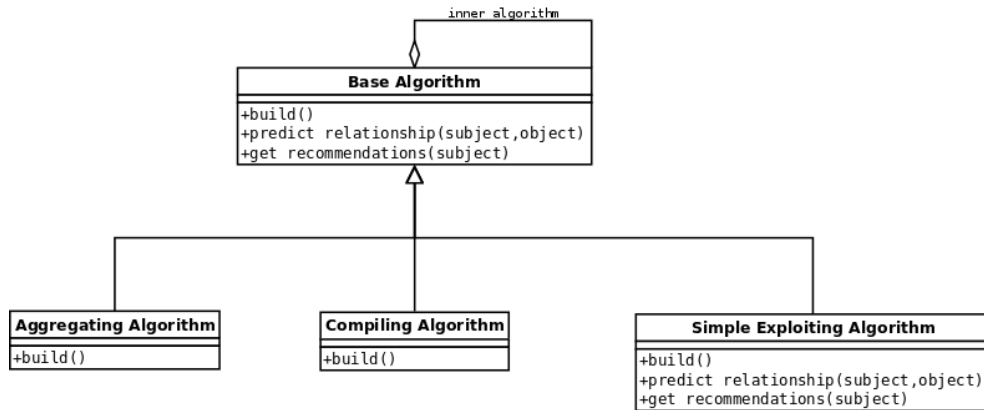 inner algorithm
Base Algorithm
+build()
+predict relationship(subject,object)
+get recommendations(subject)
Aggregating Algorithm
+build()
Compiling Algorithm
+build()
Simple Exploiting Algorithm
+build()
+predict relationship(subject,object)
+get recommendations(subject)